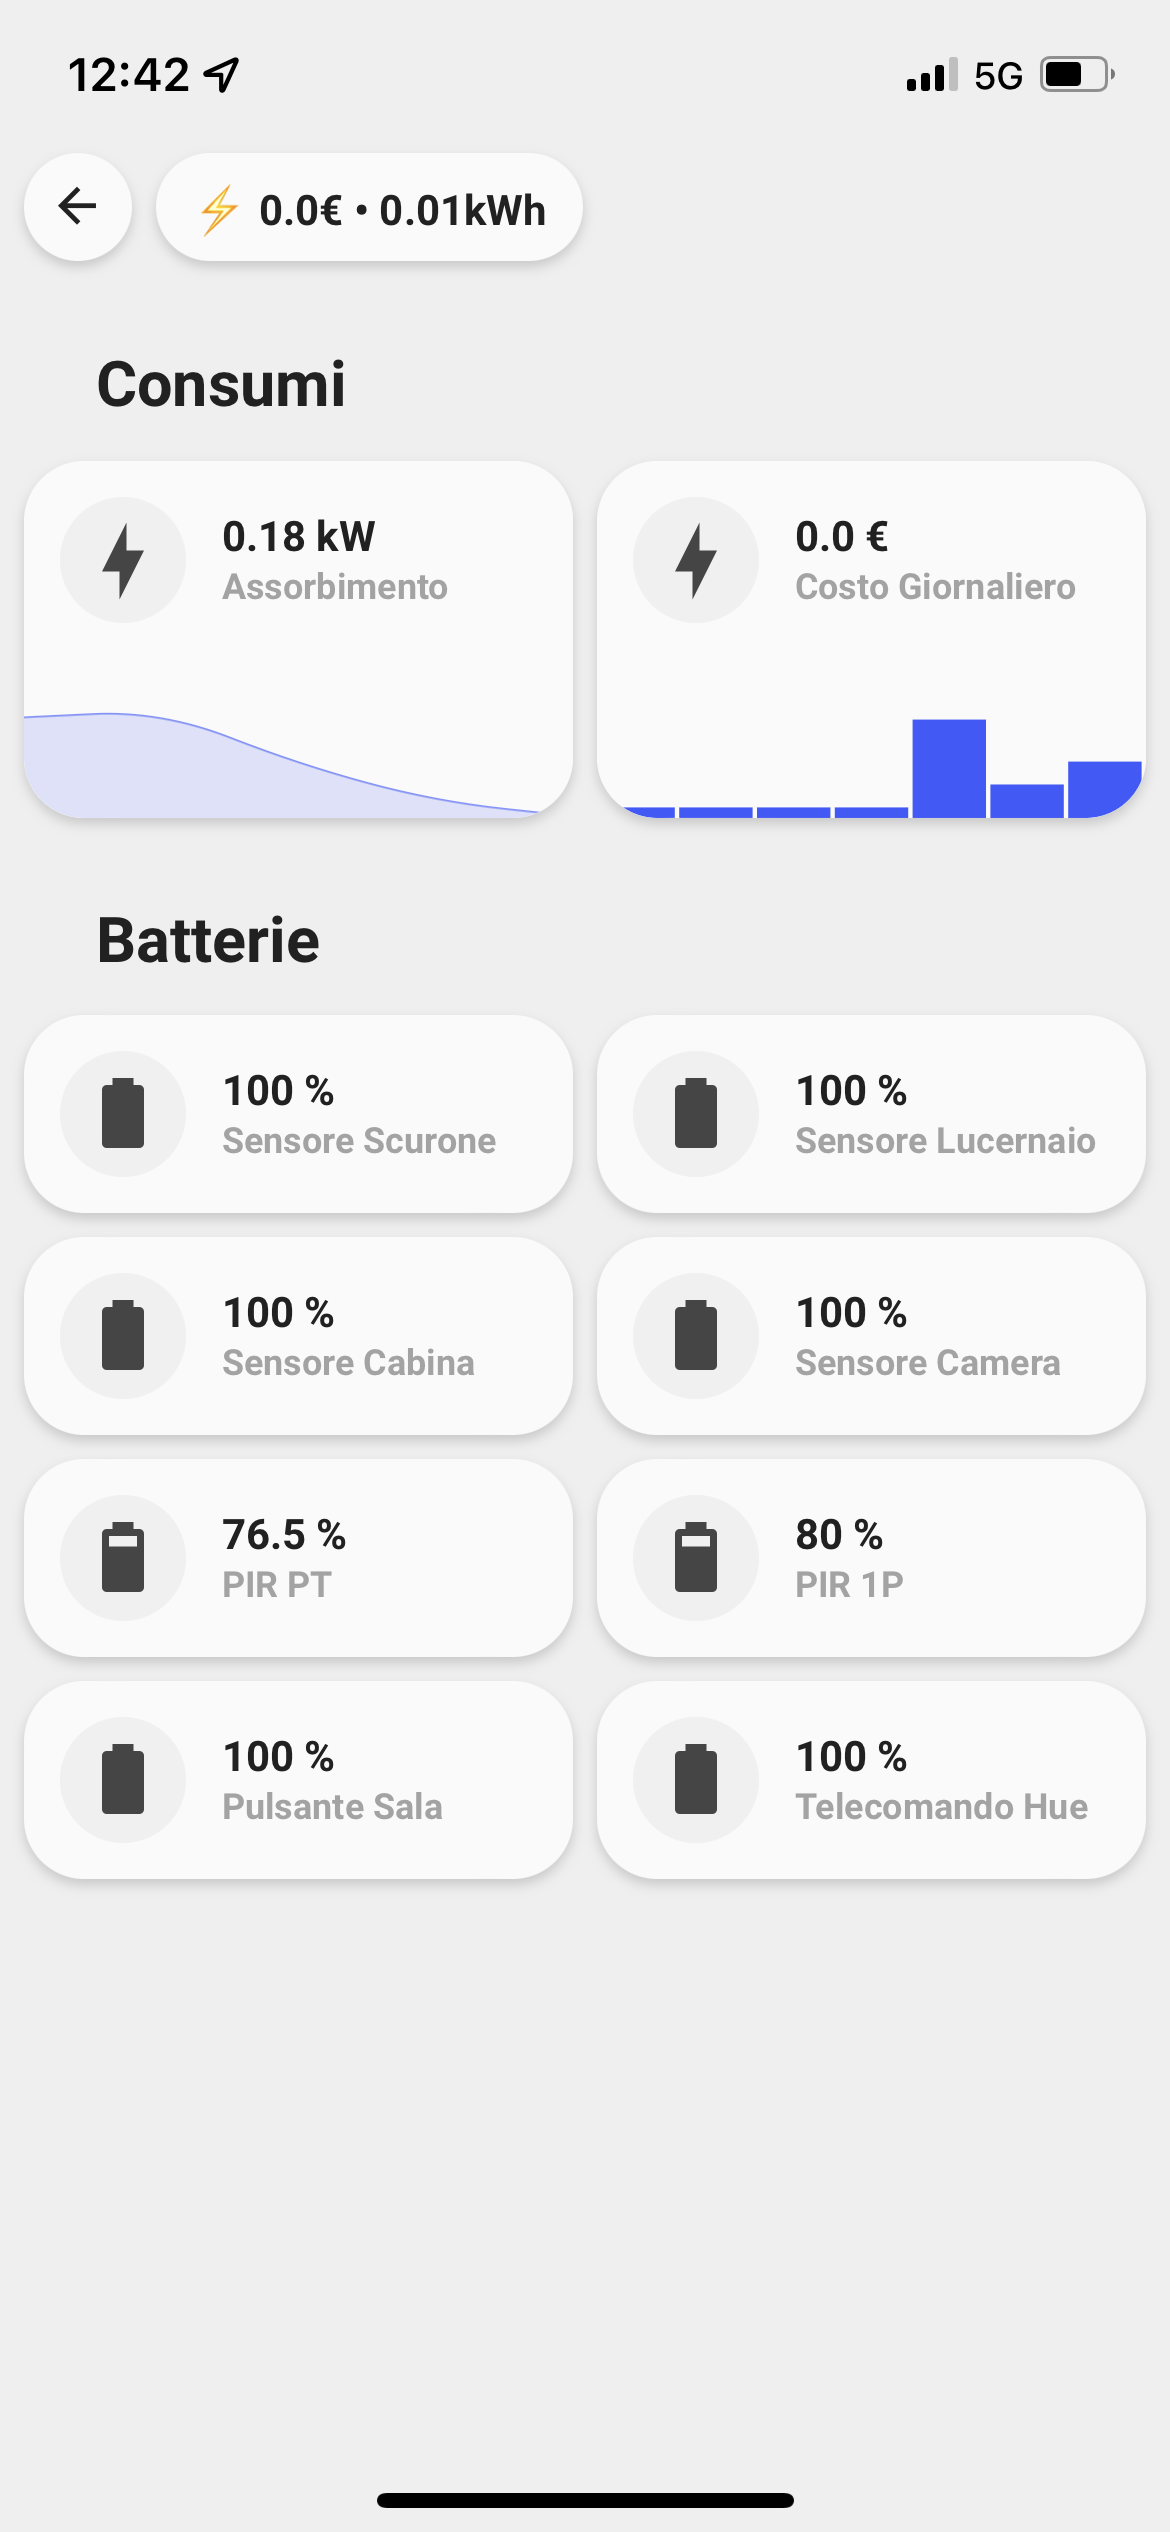 12:42
5G
⚡ 0.0€ • 0.01kWh
Consumi
0.18 kW
Assorbimento
0.0 €
Costo Giornaliero
Batterie
100 %
Sensore Scurone
100 %
Sensore Lucernaio
100 %
Sensore Cabina
100 %
Sensore Camera
76.5 %
PIR PT
80 %
PIR 1P
100 %
Pulsante Sala
100 %
Telecomando Hue